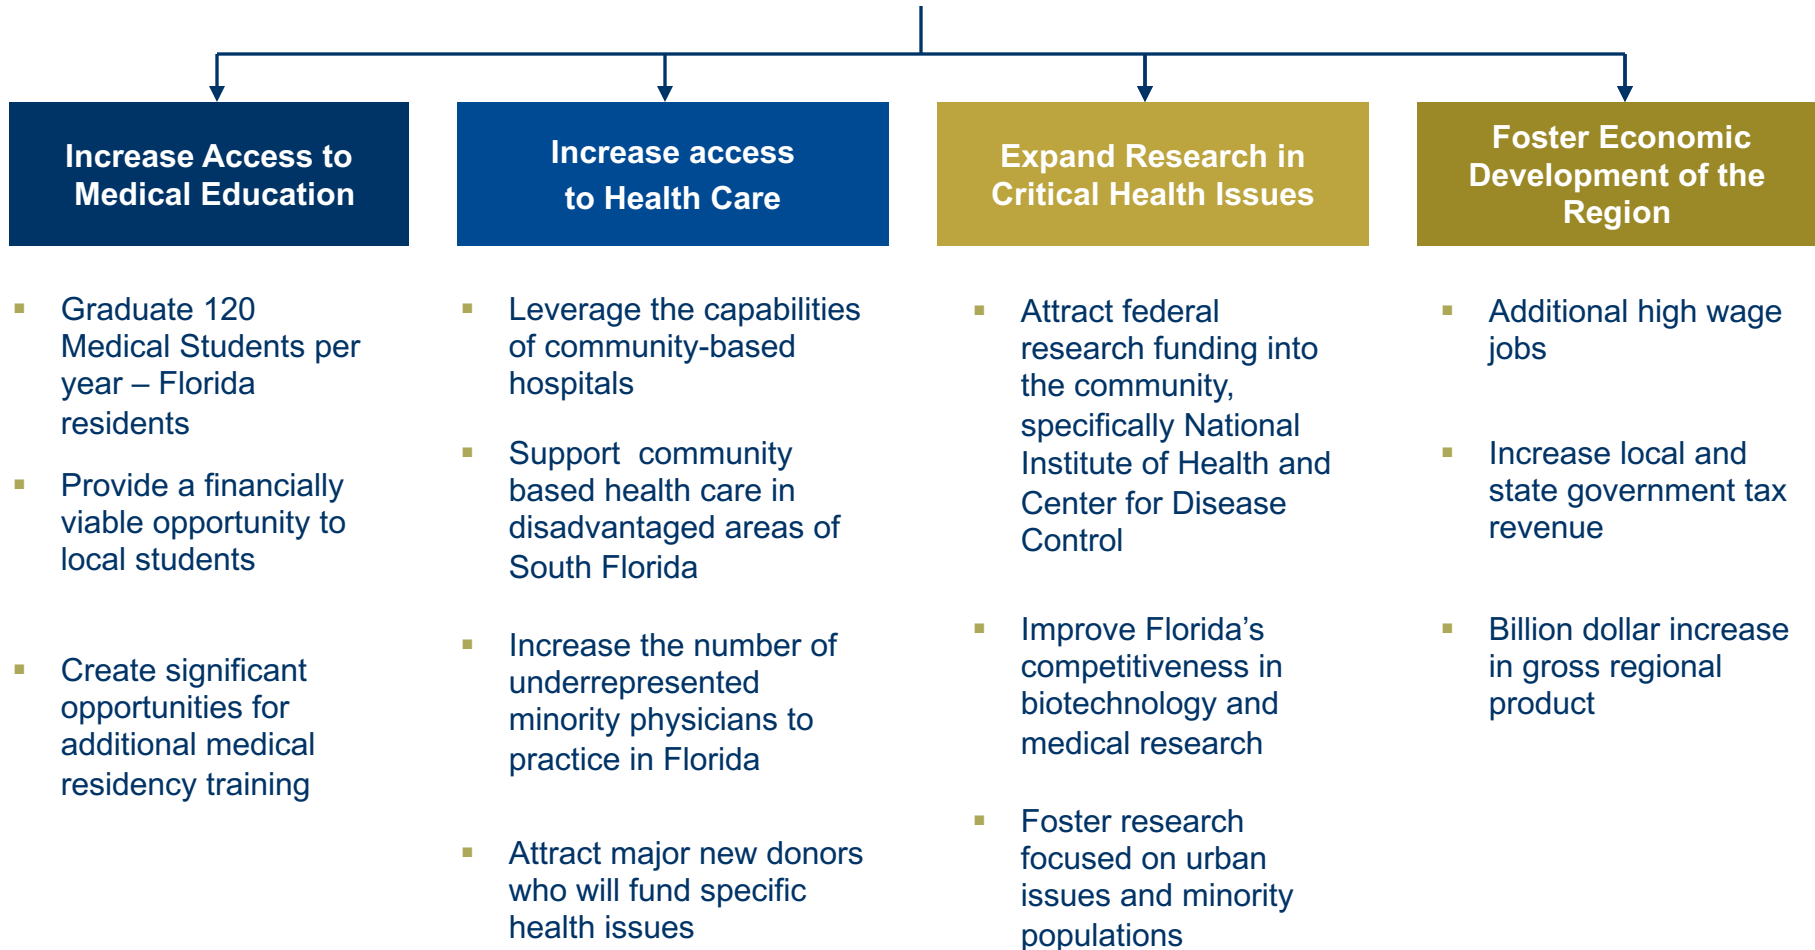 Increase Access to
Medical Education
Graduate 120
Medical Students per
year – Florida
residents
Provide a financially
viable opportunity to
local students
Create significant
opportunities for
additional medical
residency training
Increase access
to Health Care
Leverage the capabilities
of community-based
hospitals
Support  community
based health care in
disadvantaged areas of
South Florida
Increase the number of
underrepresented
minority physicians to
practice in Florida
Attract major new donors
who will fund specific
health issues
Expand Research in
Critical Health Issues
Attract federal
research funding into
the community,
specifically National
Institute of Health and
Center for Disease
Control
Improve Florida’s
competitiveness in
biotechnology and
medical research
Foster research
focused on urban
issues and minority
populations
Foster Economic
Development of the
Region
Additional high wage
jobs
Increase local and
state government tax
revenue
Billion dollar increase
in gross regional
product